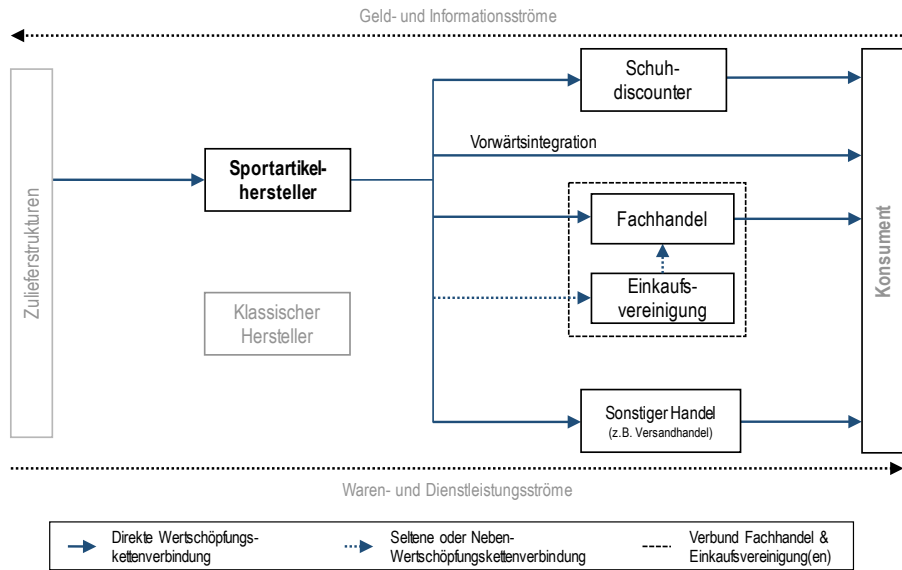 Geld- und Informationsströme
Zulieferstrukturen
Sportartikel-
hersteller
Klassischer
Hersteller
Schuh-
discounter
Vorwärtsintegration
Fachhandel
Einkaufs-
vereinigung
Sonstiger Handel
(z.B. Versandhandel)
Konsument
Waren- und Dienstleistungsströme
Direkte Wertschöpfungs-
kettenverbindung
Seltene oder Neben-
Wertschöpfungskettenverbindung
Verbund Fachhandel &
Einkaufsvereinigung(en)